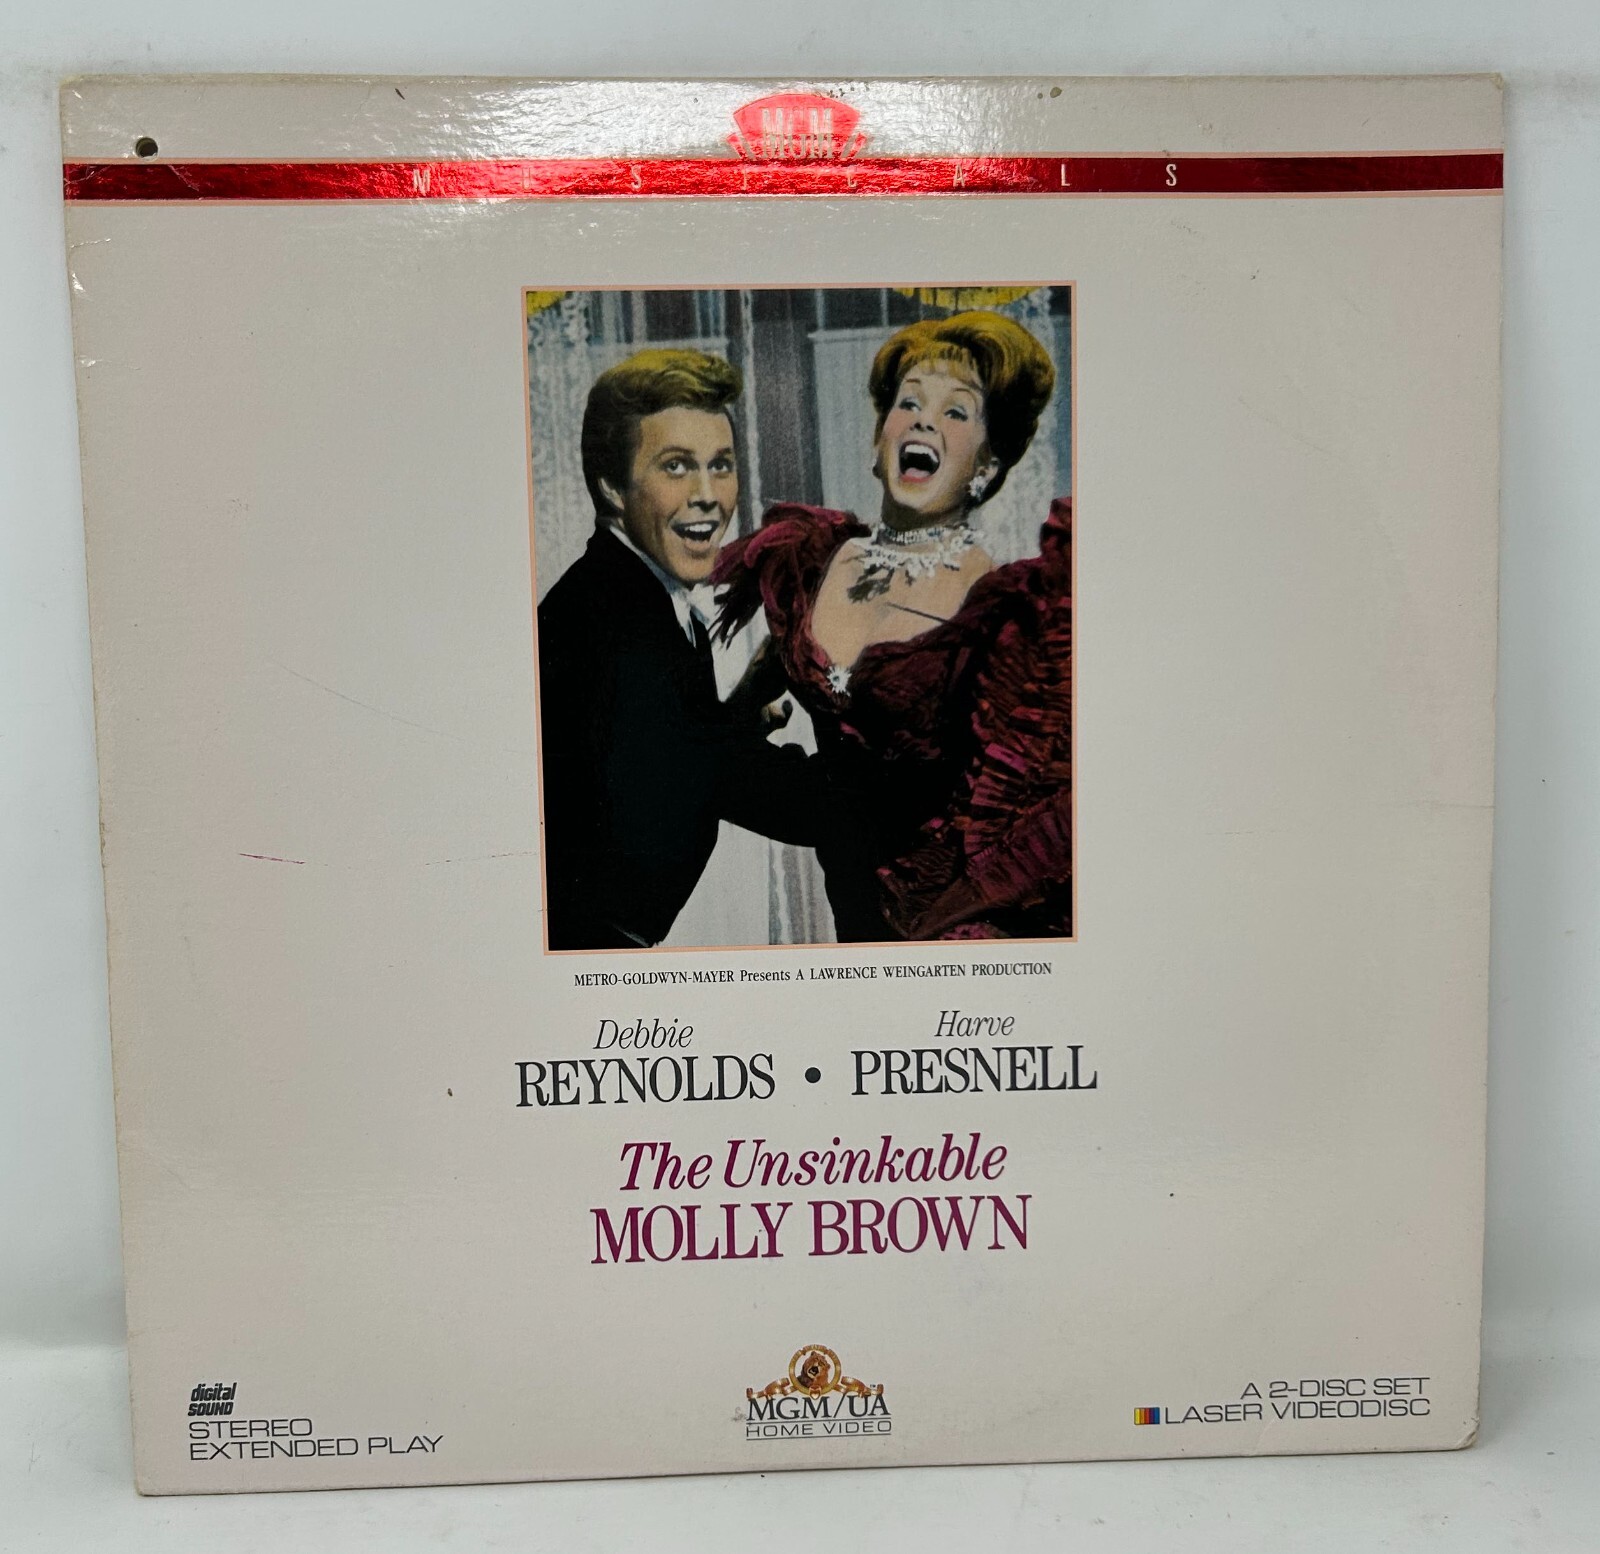 MGM
MUSICALS
METRO-GOLDWYN-MAYER Presents A LAWRENCE WEINGARTEN PRODUCTION
Debbie
REYNOLDS • Harve
PRESNELL
The Unsinkable
MOLLY BROWN
digital
SOUND
STEREO
EXTENDED PLAY
MGM/UA
HOME VIDEO
A 2-DISC SET
LASER VIDEODISC